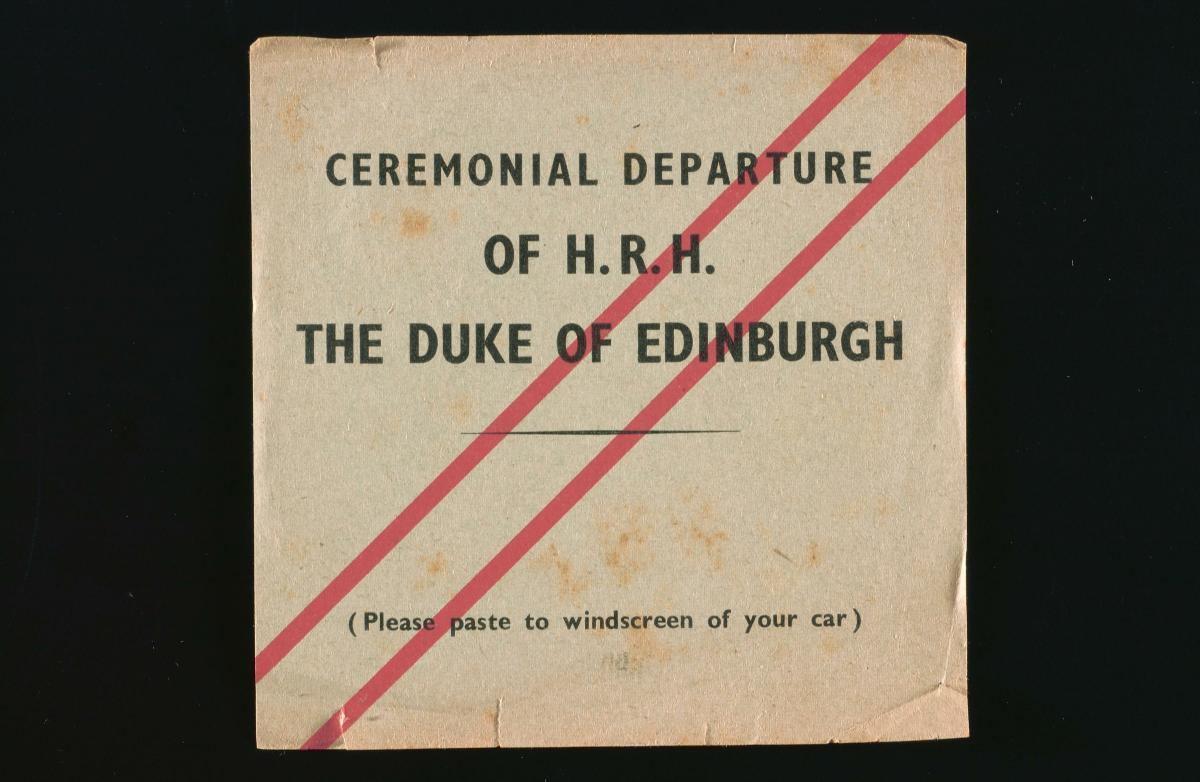 CEREMONIAL DEPARTURE
OF H.R.H.
THE DUKE OF EDINBURGH
(Please paste to windscreen of your car)